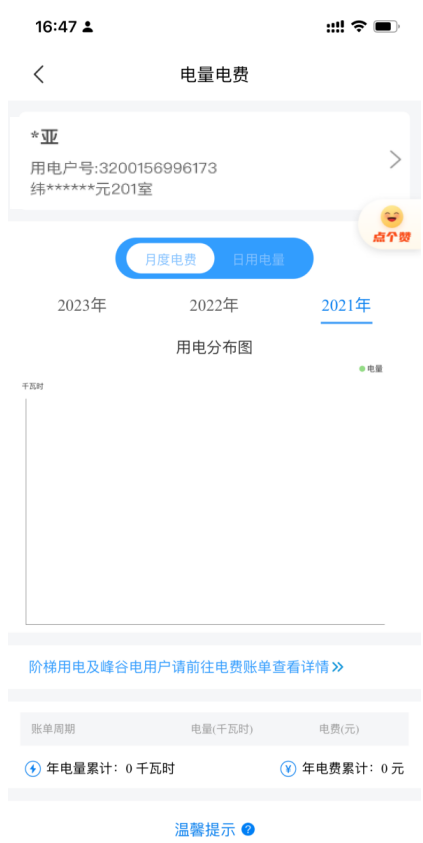 16:47
电量电费
*亚
用电户号:3200156996173
纬******元201室
点个赞
月度电费 日用电量
2023年 2022年 2021年
用电分布图
电量
千瓦时
阶梯用电及峰谷电用户请前往电费账单查看详情
账单周期 电量(千瓦时) 电费(元)
年电量累计：0 千瓦时 ¥ 年电费累计：0 元
温馨提示 ?